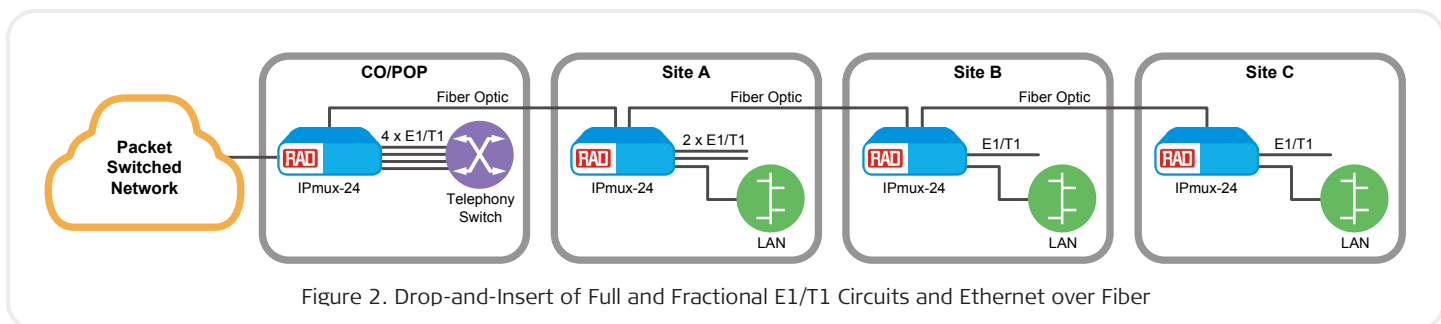 CO/POP
Site A
Site B
Site C
Fiber Optic
Fiber Optic
Fiber Optic
Packet
Switched
Network
RAD
IPmux-24
4 x E1/T1
Telephony
Switch
RAD
IPmux-24
2 x E1/T1
LAN
RAD
IPmux-24
E1/T1
LAN
RAD
IPmux-24
E1/T1
LAN
Figure 2. Drop-and-Insert of Full and Fractional E1/T1 Circuits and Ethernet over Fiber